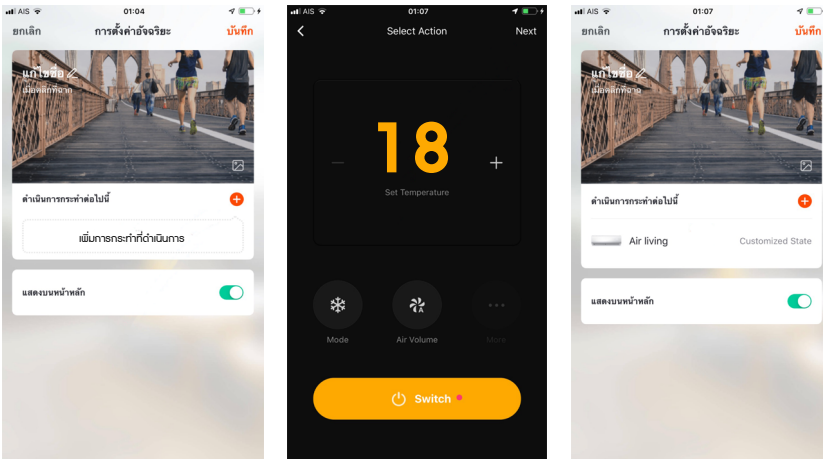 AIS 01:04
ยกเลิก การตั้งค่าอัจฉริยะ บันทึก
แก้ไขชื่อ
เมื่อคลิกที่ฉาก
ดำเนินการกระทำต่อไปนี้
เพิ่มการกระทำที่ดำเนินการ
แสดงบนหน้าหลัก
AIS 01:07
Select Action Next
18
Set Temperature
Mode Air Volume More
Switch
AIS 01:07
ยกเลิก การตั้งค่าอัจฉริยะ บันทึก
แก้ไขชื่อ
เมื่อคลิกที่ฉาก
ดำเนินการกระทำต่อไปนี้
Air living Customized State
แสดงบนหน้าหลัก